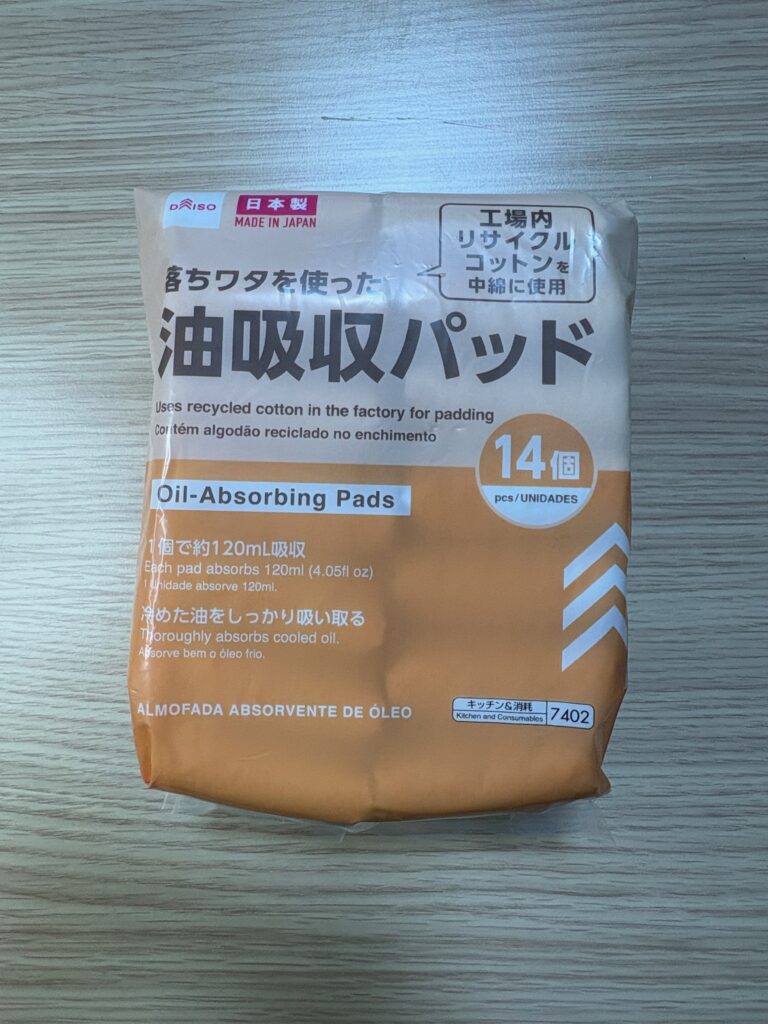 DAISO
日本製
MADE IN JAPAN
工場内
リサイクル
コットンを
中綿に使用
落ちワタを使った
油吸収パッド
Uses recycled cotton in the factory for padding
Contém algodão reciclado no enchimento
14個
pcs/UNIDADES
Oil-Absorbing Pads
1個で約120mL吸収
Each pad absorbs 120ml (4.05fl oz)
1 Unidade absorve 120ml.
冷めた油をしっかり吸い取る
Thoroughly absorbs cooled oil.
Absorve bem o óleo frio.
ALMOFADA ABSORVENTE DE ÓLEO
キッチン&消耗
Kitchen and Consumables
7402